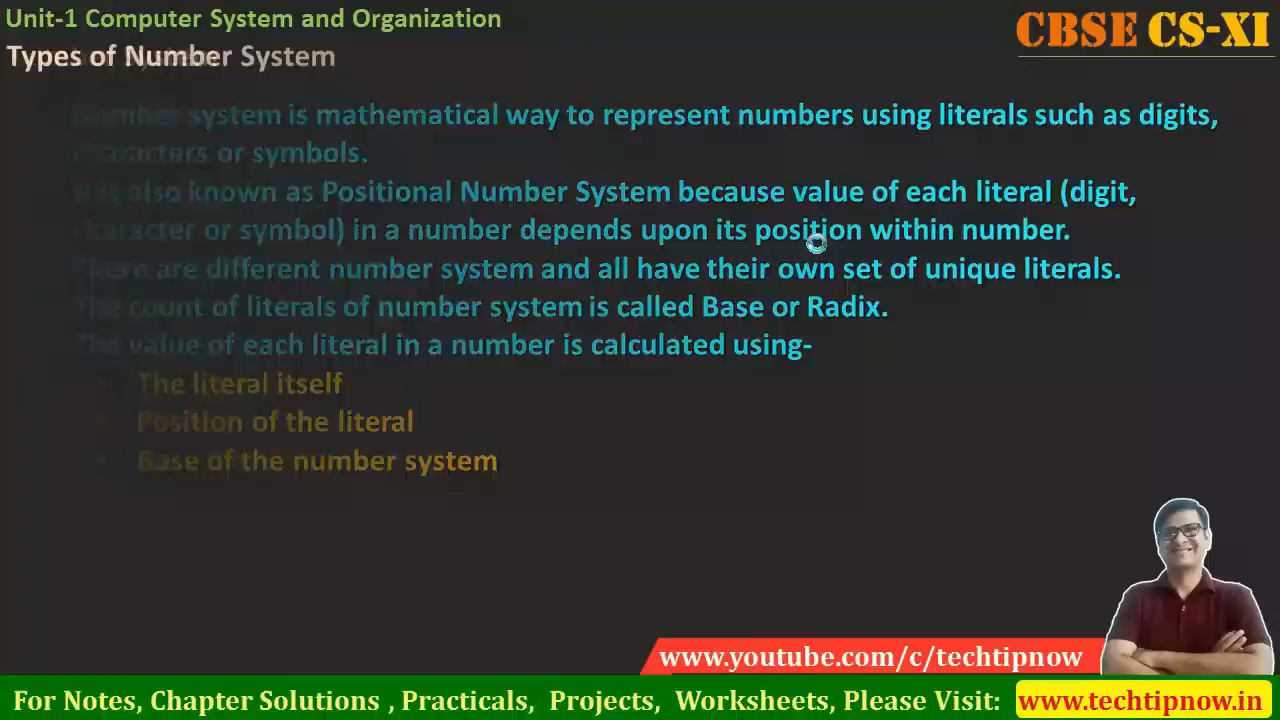 Unit-1 Computer System and Organization
CBSE CS-XI
Types of Number System
Number system is mathematical way to represent numbers using literals such as digits,
characters or symbols.
It is also known as Positional Number System because value of each literal (digit,
character or symbol) in a number depends upon its position within number.
There are different number system and all have their own set of unique literals.
The count of literals of number system is called Base or Radix.
The value of each literal in a number is calculated using-
• The literal itself
• Position of the literal
• Base of the number system
www.youtube.com/c/techtipnow
For Notes, Chapter Solutions , Practicals, Projects, Worksheets, Please Visit: www.techtipnow.in